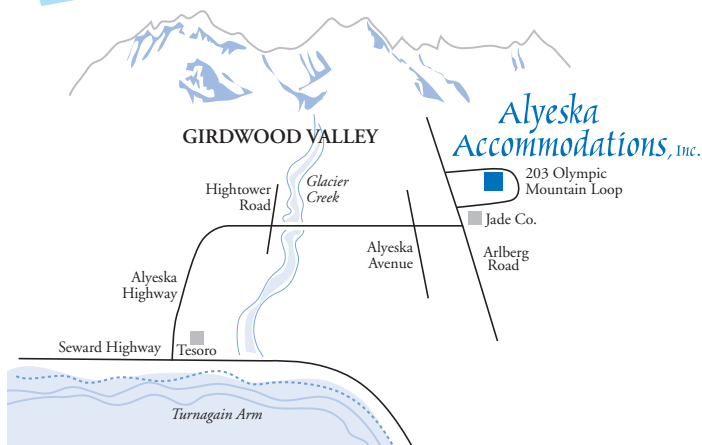 Alyeska
Accommodations, Inc.
GIRDWOOD VALLEY
203 Olympic
Mountain Loop
Hightower
Road
Glacier
Creek
Jade Co.
Alyeska
Avenue
Arlberg
Road
Alyeska
Highway
Seward Highway
Tesoro
Turnagain Arm